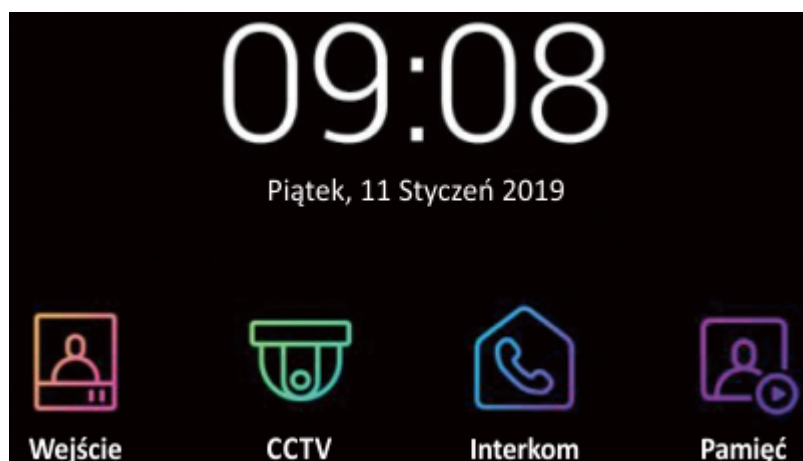 09:08
Piątek, 11 Styczeń 2019
Wejście CCTV Interkom Pamięć